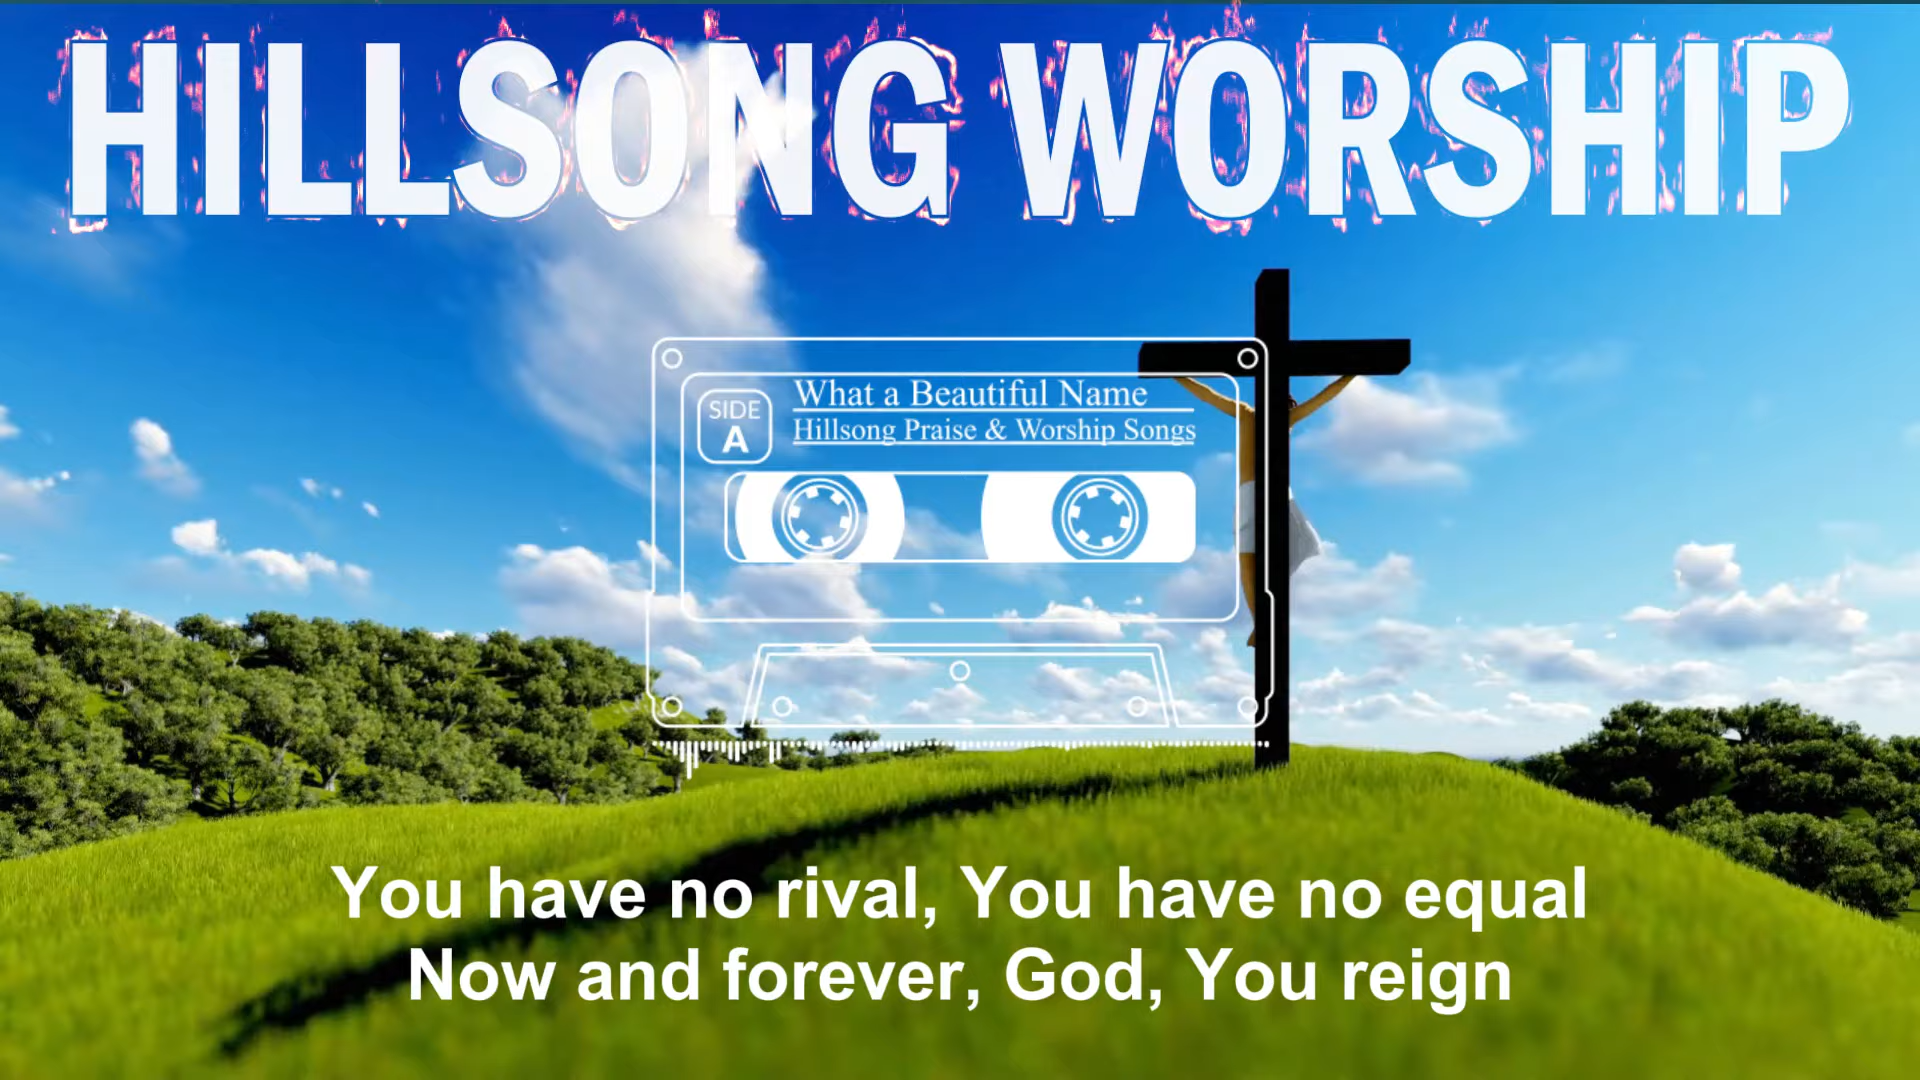 HILLSONG WORSHIP
SIDE
A
What a Beautiful Name
Hillsong Praise & Worship Songs
You have no rival, You have no equal
Now and forever, God, You reign